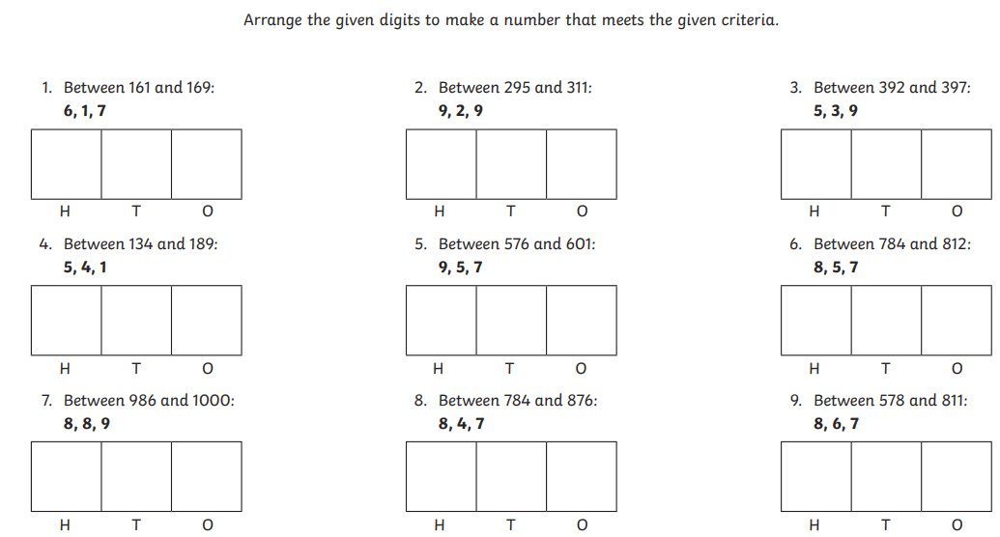 Arrange the given digits to make a number that meets the given criteria.
1. Between 161 and 169:
6, 1, 7
H T O
2. Between 295 and 311:
9, 2, 9
H T O
3. Between 392 and 397:
5, 3, 9
H T O
4. Between 134 and 189:
5, 4, 1
H T O
5. Between 576 and 601:
9, 5, 7
H T O
6. Between 784 and 812:
8, 5, 7
H T O
7. Between 986 and 1000:
8, 8, 9
H T O
8. Between 784 and 876:
8, 4, 7
H T O
9. Between 578 and 811:
8, 6, 7
H T O